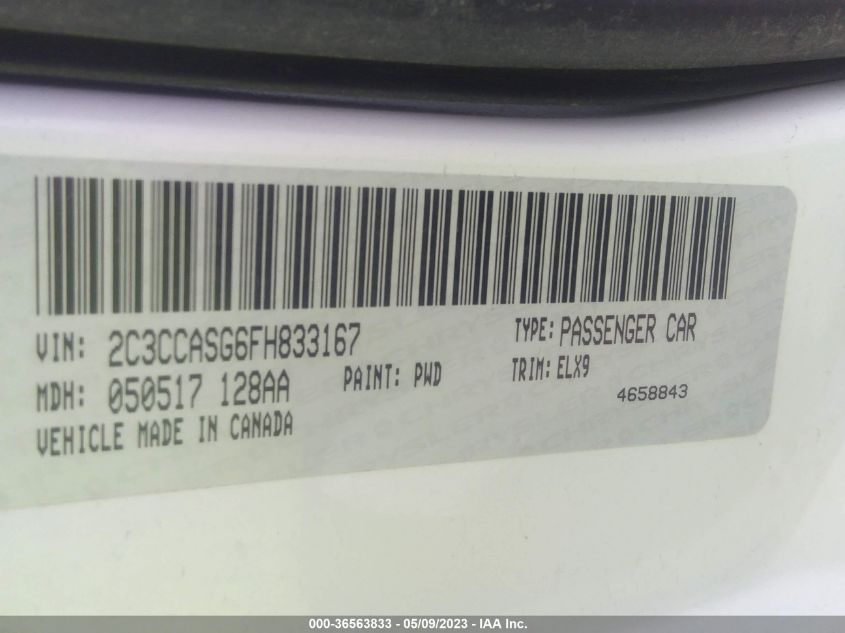 VIN: 2C3CCASG6FH833167 TYPE: PASSENGER CAR
MDH: 050517 128AA PAINT: PWD TRIM: ELX9
4658843
VEHICLE MADE IN CANADA
000-36563833 - 05/09/2023 - IAA Inc.